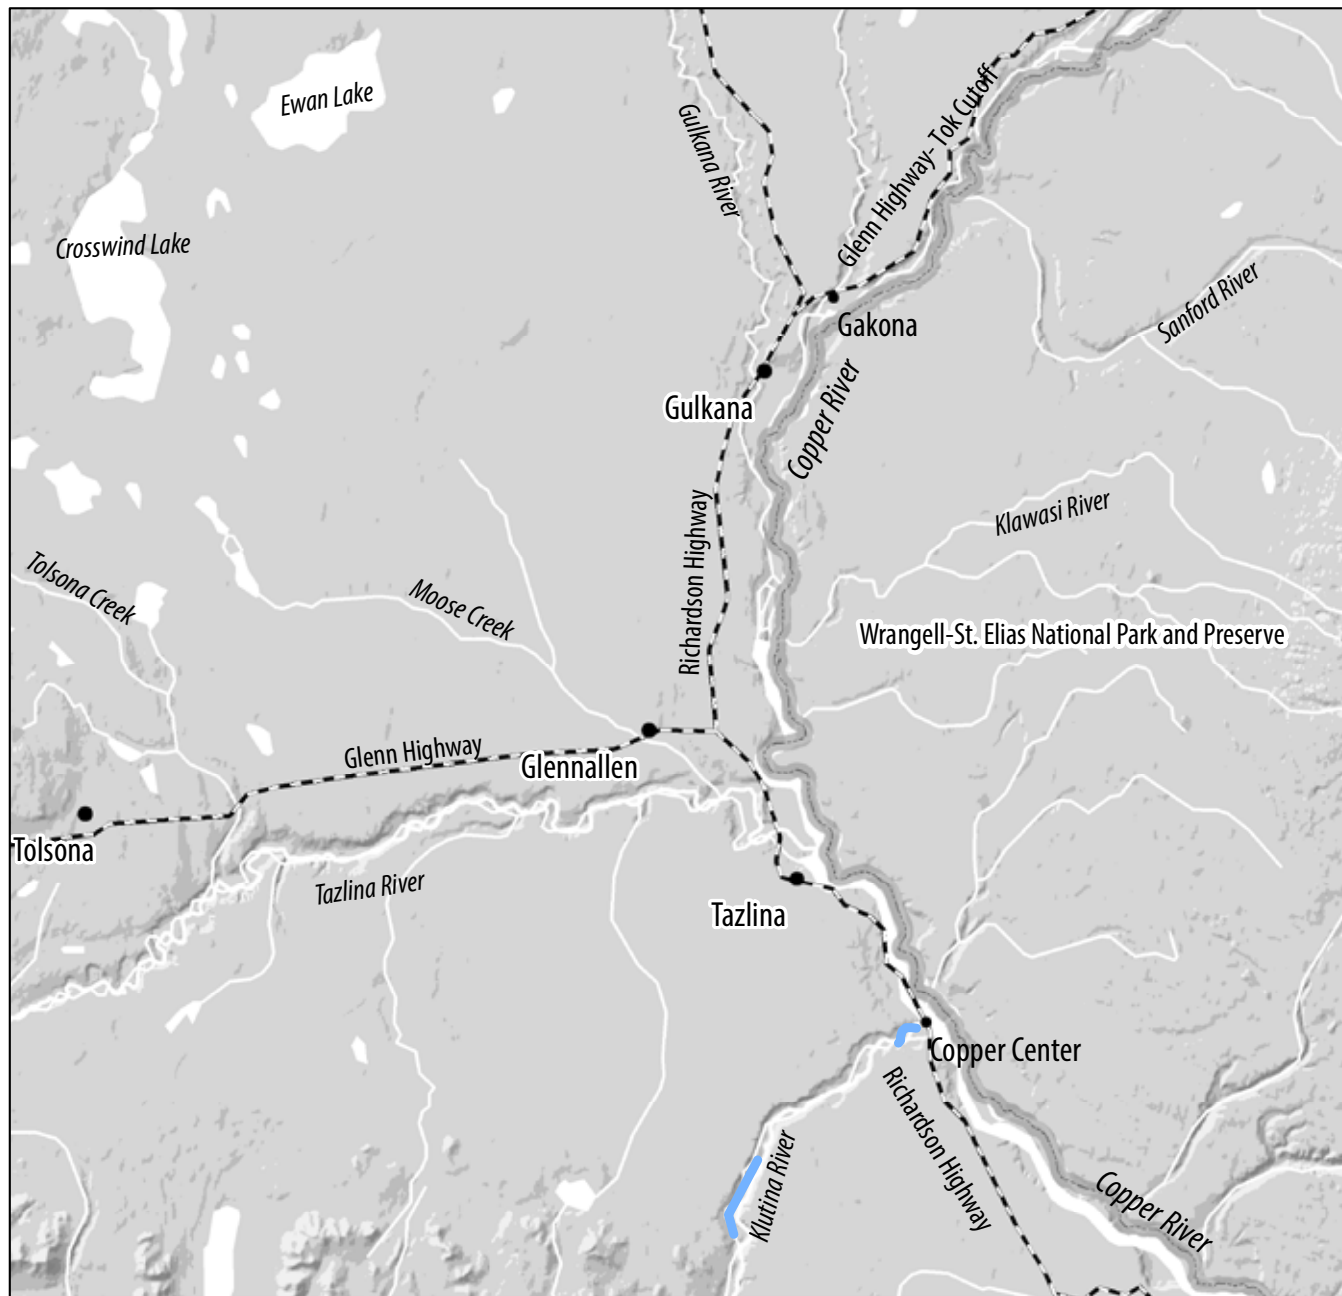 Ewan Lake
Gulkana River
Glenn Highway- Tok Cutoff
Crosswind Lake
Sanford River
Gakona
Gulkana
Copper River
Klawasi River
Richardson Highway
Tolsona Creek
Moose Creek
Wrangell-St. Elias National Park and Preserve
Glenn Highway
Glennallen
Tolsona
Tazlina River
Tazlina
Copper Center
Richardson Highway
Klutina River
Copper River